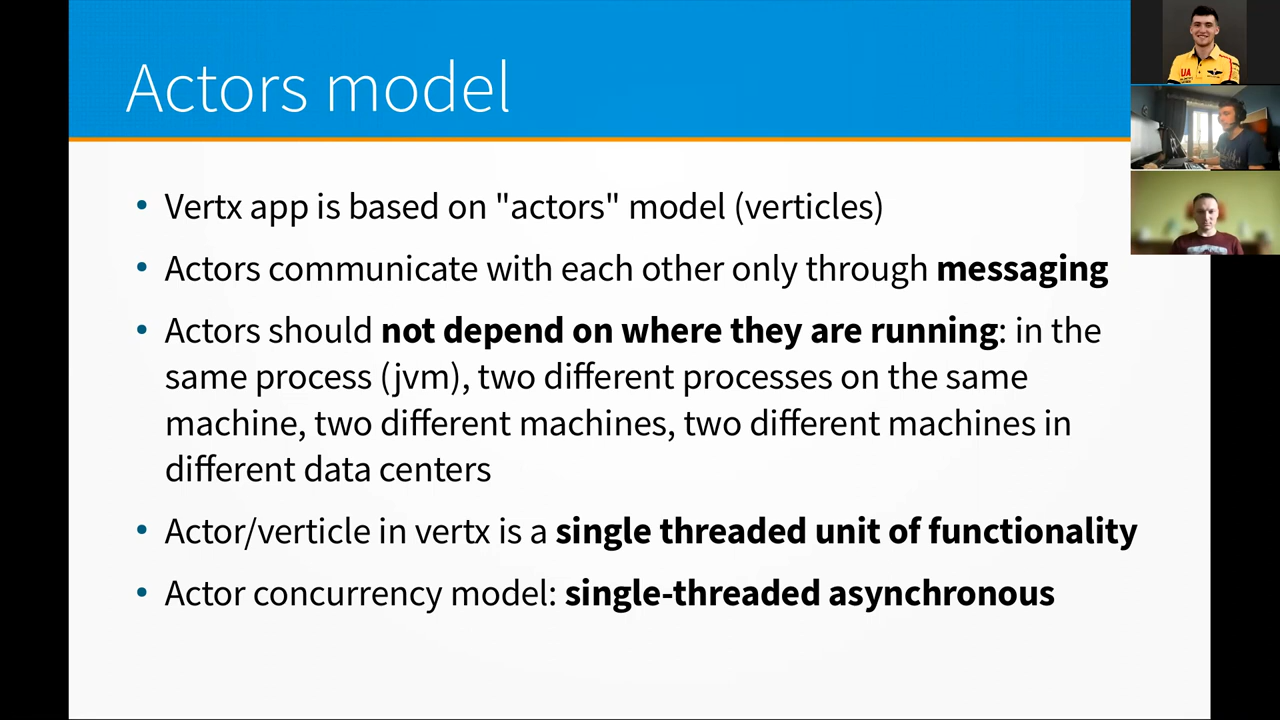 Actors model
Vertx app is based on "actors" model (verticles)
Actors communicate with each other only through messaging
Actors should not depend on where they are running: in the
same process (jvm), two different processes on the same
machine, two different machines, two different machines in
different data centers
Actor/verticle in vertx is a single threaded unit of functionality
Actor concurrency model: single-threaded asynchronous
UA